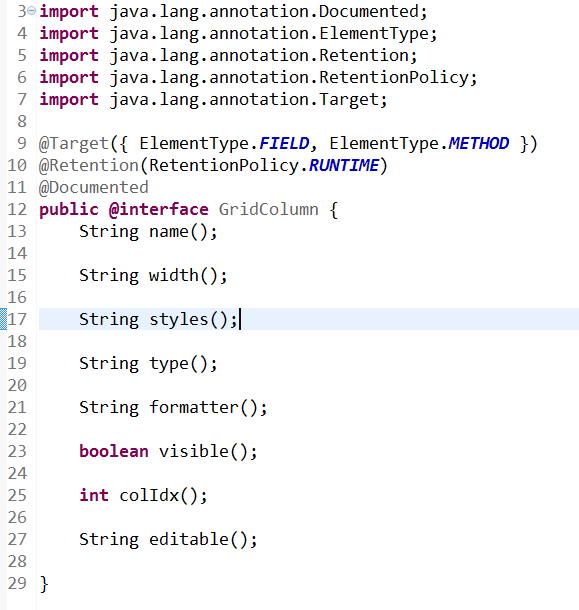 3 import java.lang.annotation.Documented;
4 import java.lang.annotation.ElementType;
5 import java.lang.annotation.Retention;
6 import java.lang.annotation.RetentionPolicy;
7 import java.lang.annotation.Target;
8
9 @Target({ ElementType.FIELD, ElementType.METHOD })
10 @Retention(RetentionPolicy.RUNTIME)
11 @Documented
12 public @interface GridColumn {
13     String name();
14
15     String width();
16
17     String styles();
18
19     String type();
20
21     String formatter();
22
23     boolean visible();
24
25     int colIdx();
26
27     String editable();
28
29 }